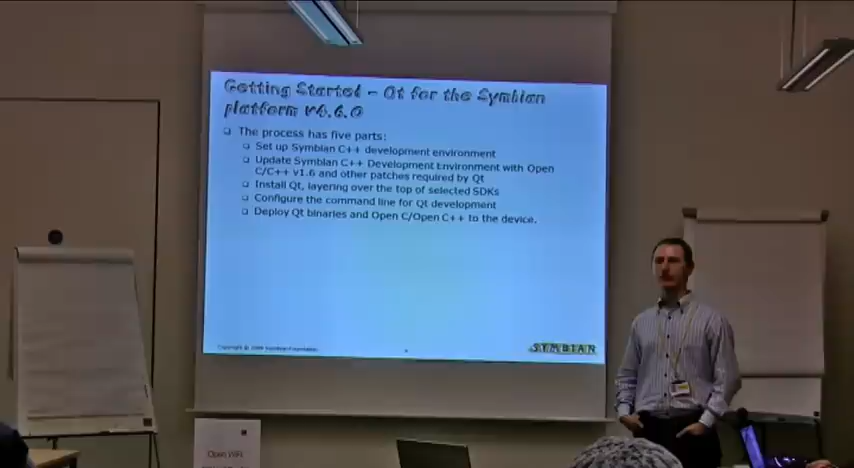 Getting Started - Qt for the Symbian
platform v4.6.0
The process has five parts:
Set up Symbian C++ development environment
Update Symbian C++ Development Environment with Open
C/C++ v1.6 and other patches required by Qt
Install Qt, layering over the top of selected SDKs
Configure the command line for Qt development
Deploy Qt binaries and Open C/Open C++ to the device.
Copyright © Symbian Foundation
SYMBIAN
Open WiFi